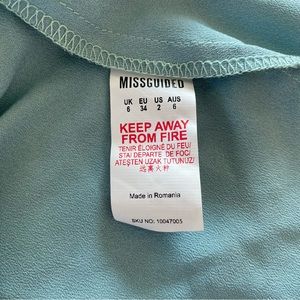 MISSGUIDED
UK EU US AUS
6 34 2 6
KEEP AWAY
FROM FIRE
TENIR ÉLOIGNÉ DU FEU/
STAI DEPARTE DE FOC/
ATEŞTEN UZAK TUTUNUZ/
远离火种
Made in Romania
SKU NO: 10047005